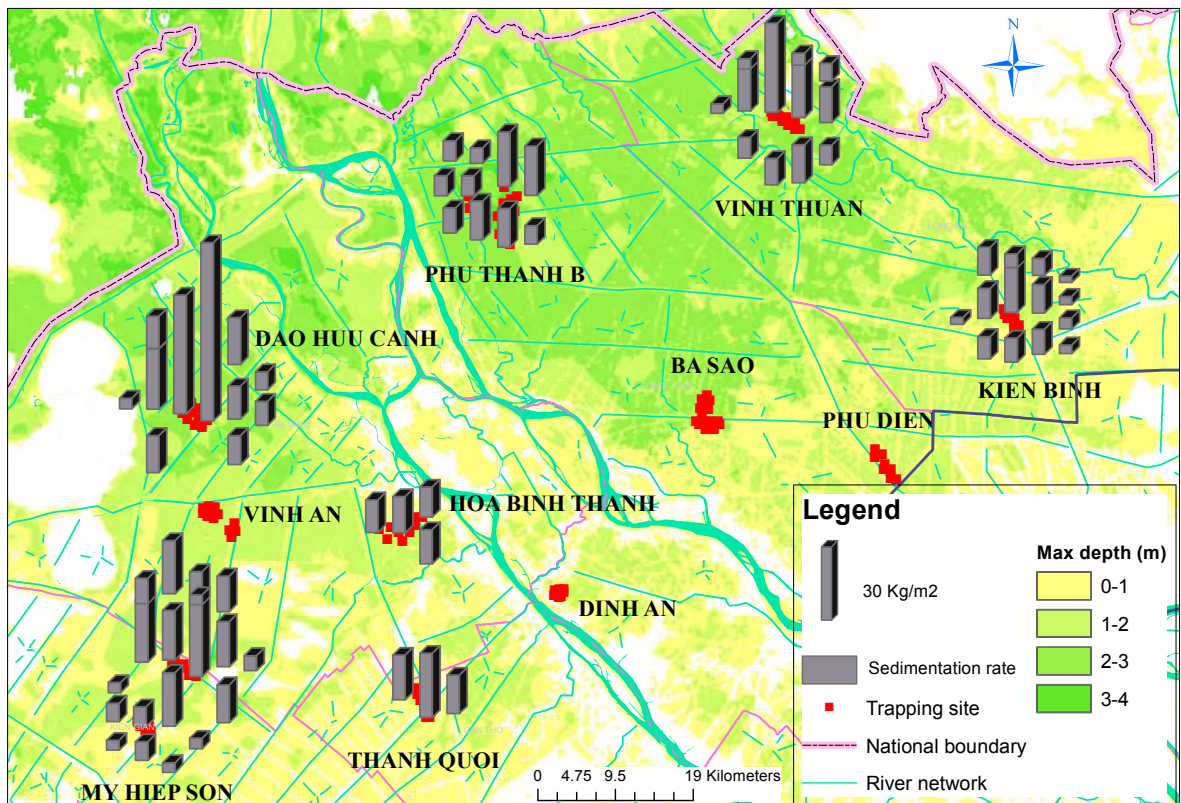 N
VINH THUAN
PHU THANH B
DAO HUU CANH
BA SAO
KIEN BINH
PHU DIEN
HOA BINH THANH
VINH AN
DINH AN
THANH QUOI
MY HIEP SON
0 4.75 9.5 19 Kilometers
Legend
30 Kg/m2
Sedimentation rate
Trapping site
National boundary
River network
Max depth (m)
0-1
1-2
2-3
3-4